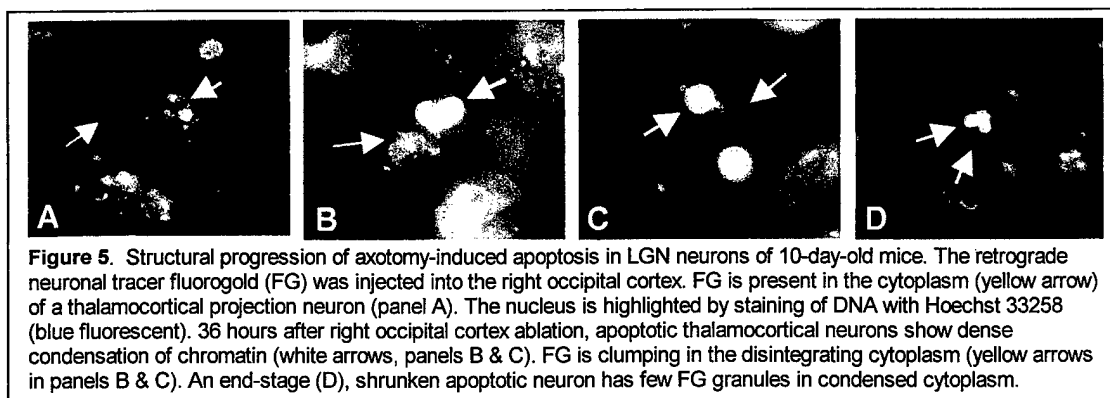 A B C D
Figure 5. Structural progression of axotomy-induced apoptosis in LGN neurons of 10-day-old mice. The retrograde
neuronal tracer fluorogold (FG) was injected into the right occipital cortex. FG is present in the cytoplasm (yellow arrow)
of a thalamocortical projection neuron (panel A). The nucleus is highlighted by staining of DNA with Hoechst 33258
(blue fluorescent). 36 hours after right occipital cortex ablation, apoptotic thalamocortical neurons show dense
condensation of chromatin (white arrows, panels B & C). FG is clumping in the disintegrating cytoplasm (yellow arrows
in panels B & C). An end-stage (D), shrunken apoptotic neuron has few FG granules in condensed cytoplasm.